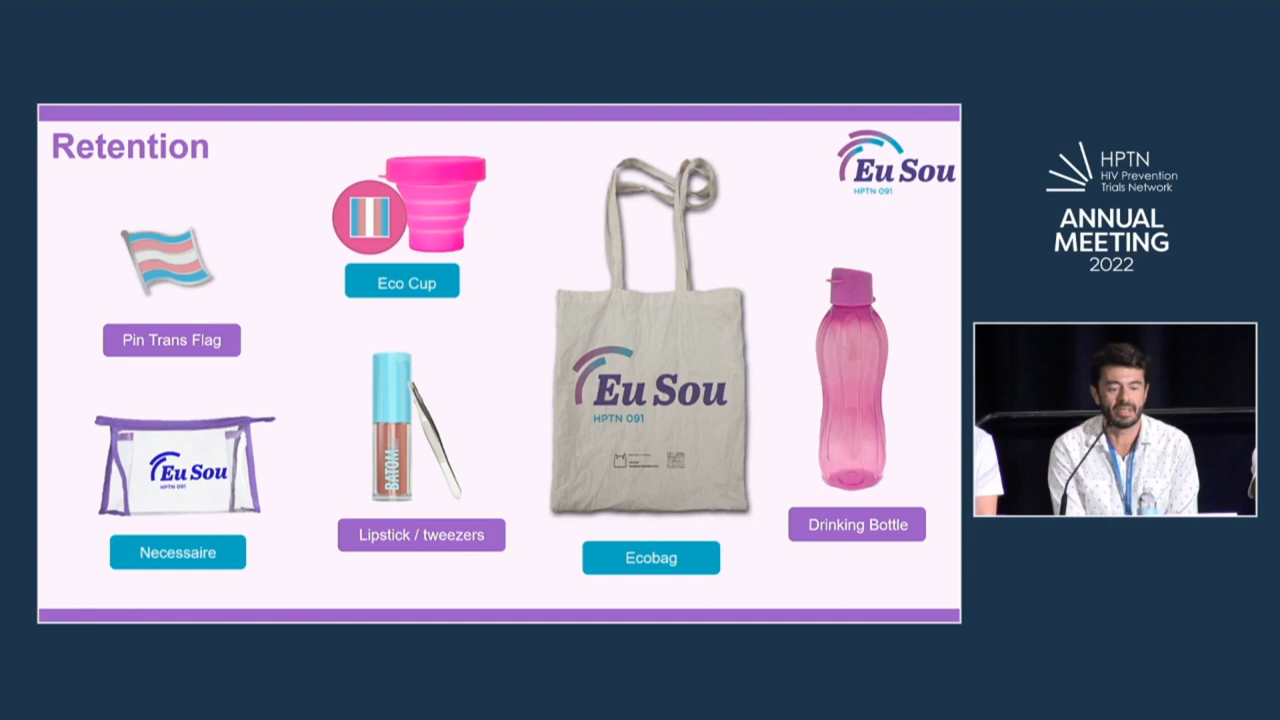 Retention
Eu Sou
HPTN 091
Pin Trans Flag
Eco Cup
Eu Sou
HPTN 091
Necessaire
BATOM
Lipstick / tweezers
Eu Sou
HPTN 091
Ecobag
Drinking Bottle
HPTN
HIV Prevention
Trials Network
ANNUAL
MEETING
2022